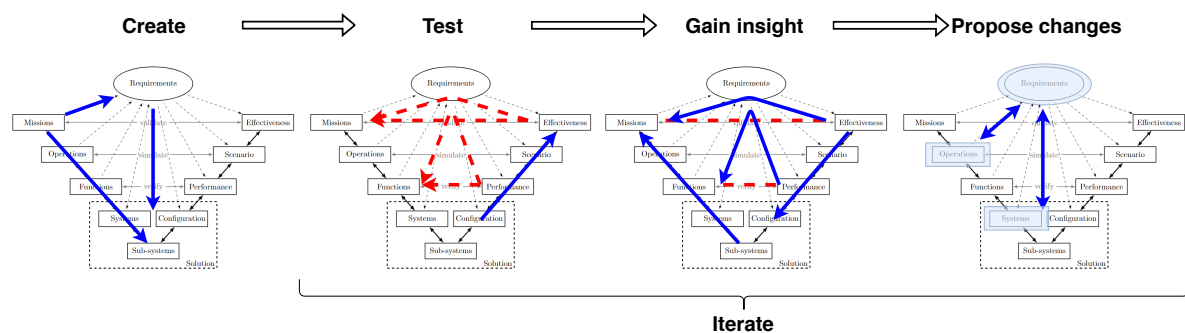 Create
Test
Gain insight
Propose changes
Requirements
Missions
validate
Effectiveness
Operations
simulate
Scenario
Functions
verify
Performance
Systems
Configuration
Sub-systems
Solution
Requirements
Missions
validate
Effectiveness
Operations
simulate
Scenario
Functions
verify
Performance
Systems
Configuration
Sub-systems
Solution
Requirements
Missions
Effectiveness
Operations
simulate
Scenario
Functions
verify
Performance
Systems
Configuration
Sub-systems
Solution
Requirements
Missions
validate
Effectiveness
Operations
simulate
Scenario
Functions
verify
Performance
Systems
Configuration
Sub-systems
Solution
Iterate